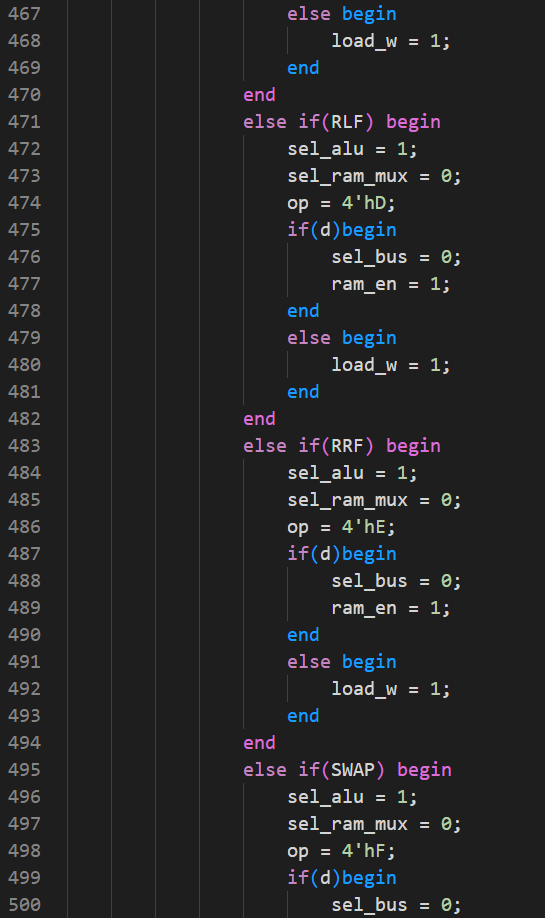 467 else begin
468 load_w = 1;
469 end
470 end
471 else if(RLF) begin
472 sel_alu = 1;
473 sel_ram_mux = 0;
474 op = 4'hD;
475 if(d)begin
476 sel_bus = 0;
477 ram_en = 1;
478 end
479 else begin
480 load_w = 1;
481 end
482 end
483 else if(RRF) begin
484 sel_alu = 1;
485 sel_ram_mux = 0;
486 op = 4'hE;
487 if(d)begin
488 sel_bus = 0;
489 ram_en = 1;
490 end
491 else begin
492 load_w = 1;
493 end
494 end
495 else if(SWAP) begin
496 sel_alu = 1;
497 sel_ram_mux = 0;
498 op = 4'hF;
499 if(d)begin
500 sel_bus = 0;